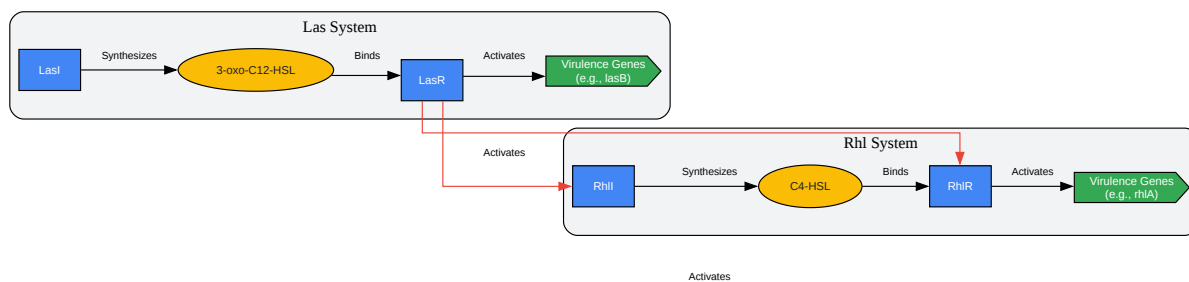 Las System
LasI
Synthesizes
3-oxo-C12-HSL
Binds
LasR
Activates
Virulence Genes
(e.g., lasB)
Activates
Rhl System
RhlI
Synthesizes
C4-HSL
Binds
RhlR
Activates
Virulence Genes
(e.g., rhlA)
Activates